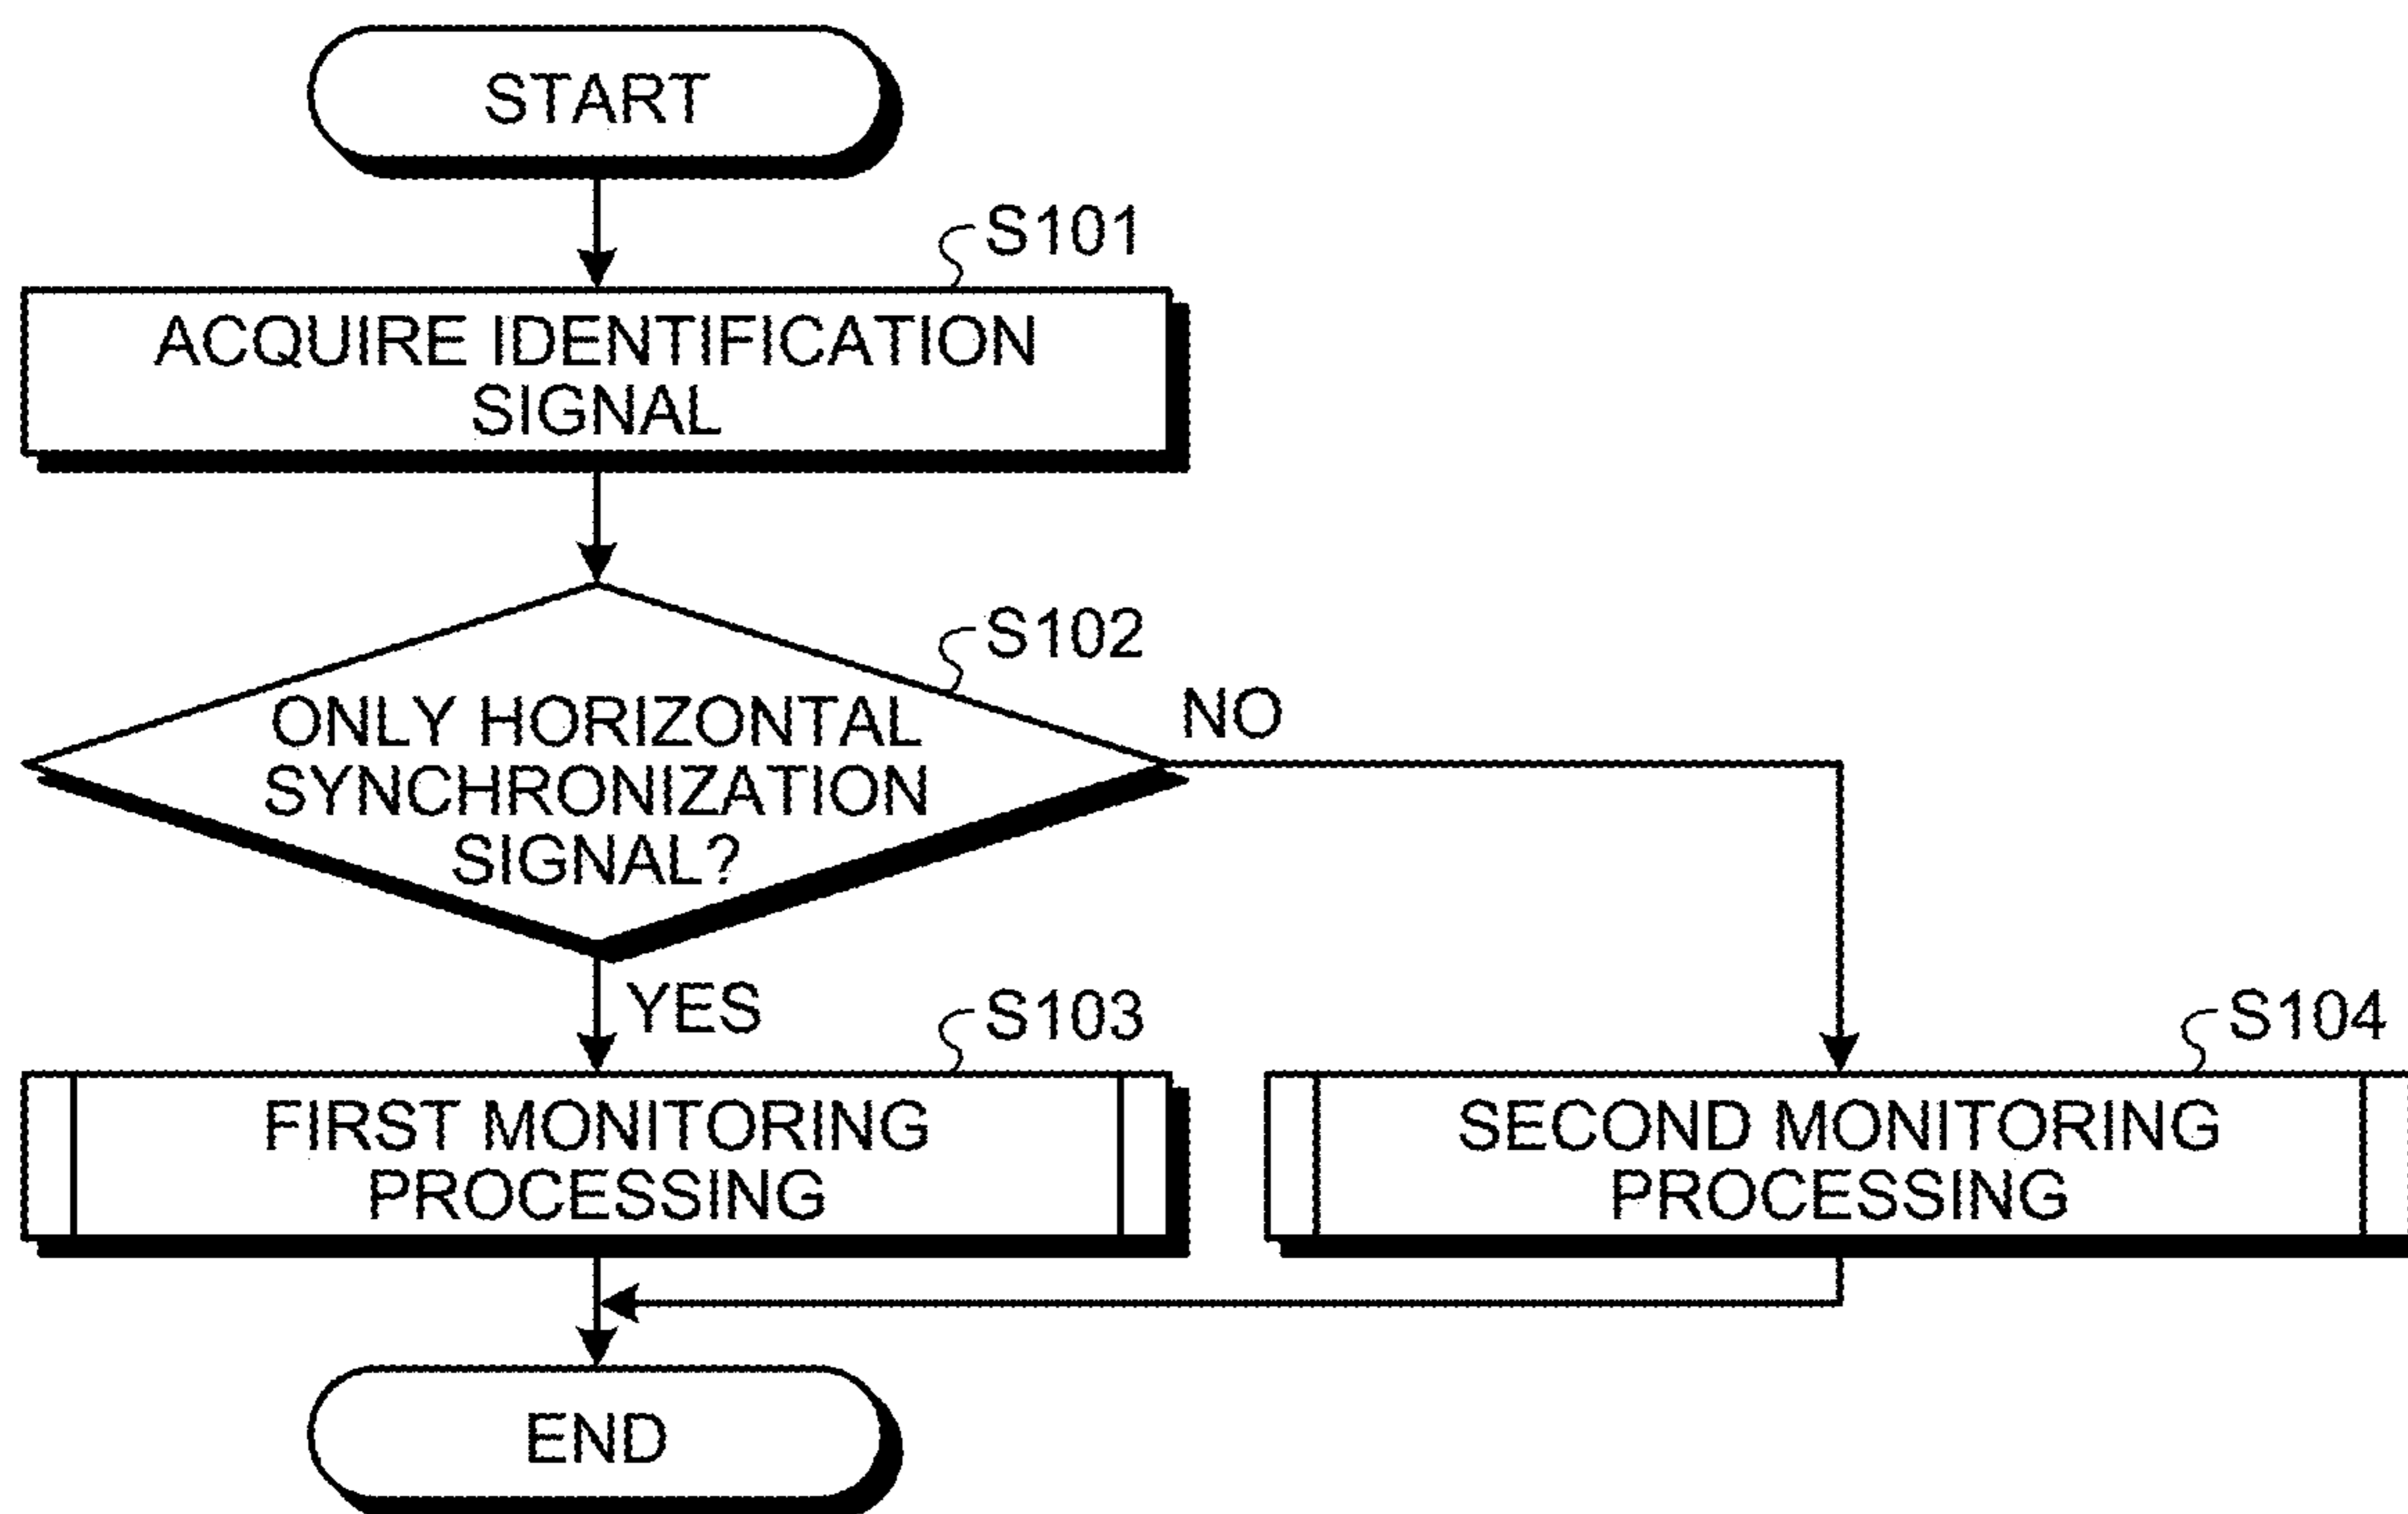 START
S101
ACQUIRE IDENTIFICATION
SIGNAL
S102
ONLY HORIZONTAL
SYNCHRONIZATION
SIGNAL?
NO
YES
S103
FIRST MONITORING
PROCESSING
S104
SECOND MONITORING
PROCESSING
END